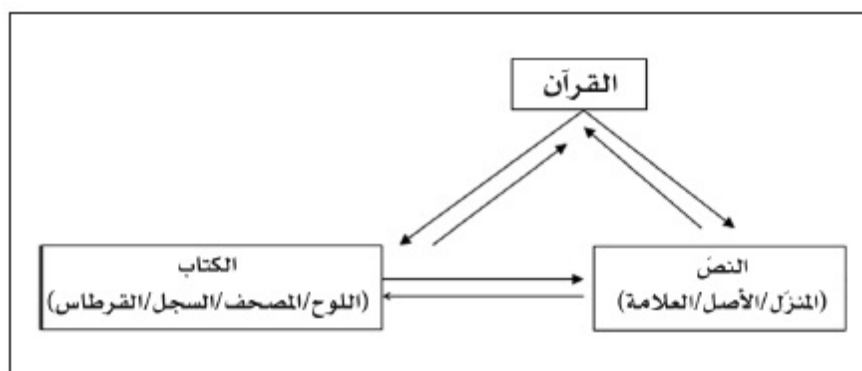 القرآن
النصّ
(المنزّل/الأصل/العلامة)
الكتاب
(اللوح/المصحف/السجل/القرطاس)